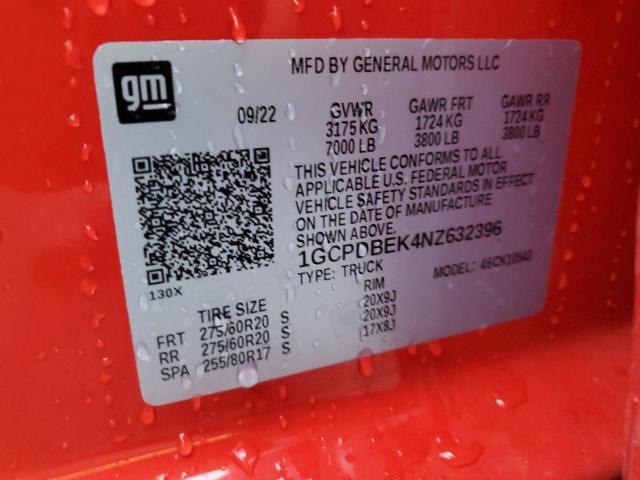 gm
MFD BY GENERAL MOTORS LLC
09/22 GVWR GAWR FRT GAWR RR
3175 KG 1724 KG 1724 KG
7000 LB 3800 LB 3800 LB
THIS VEHICLE CONFORMS TO ALL
APPLICABLE U.S. FEDERAL MOTOR
VEHICLE SAFETY STANDARDS IN EFFECT
ON THE DATE OF MANUFACTURE
SHOWN ABOVE.
1GCPDBEK4NZ632396
TYPE: TRUCK MODEL:
130X
TIRE SIZE RIM
FRT 275/60R20 S 20X9J
RR 275/60R20 S 20X9J
SPA 255/80R17 S 17X8J